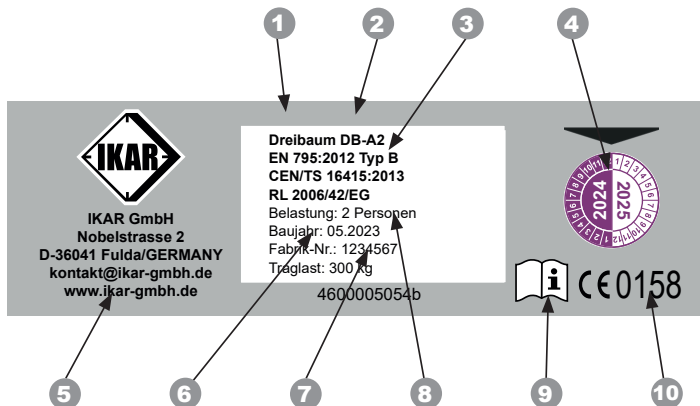 1 2 3 4
IKAR
IKAR GmbH
Nobelstrasse 2
D-36041 Fulda/GERMANY
kontakt@ikar-gmbh.de
www.ikar-gmbh.de
Dreibaum DB-A2
EN 795:2012 Typ B
CEN/TS 16415:2013
RL 2006/42/EG
Belastung: 2 Personen
Baujahr: 05.2023
Fabrik-Nr.: 1234567
Traglast: 300 kg
4600005054b
2024
2025
i
CE0158
5 6 7 8 9 10